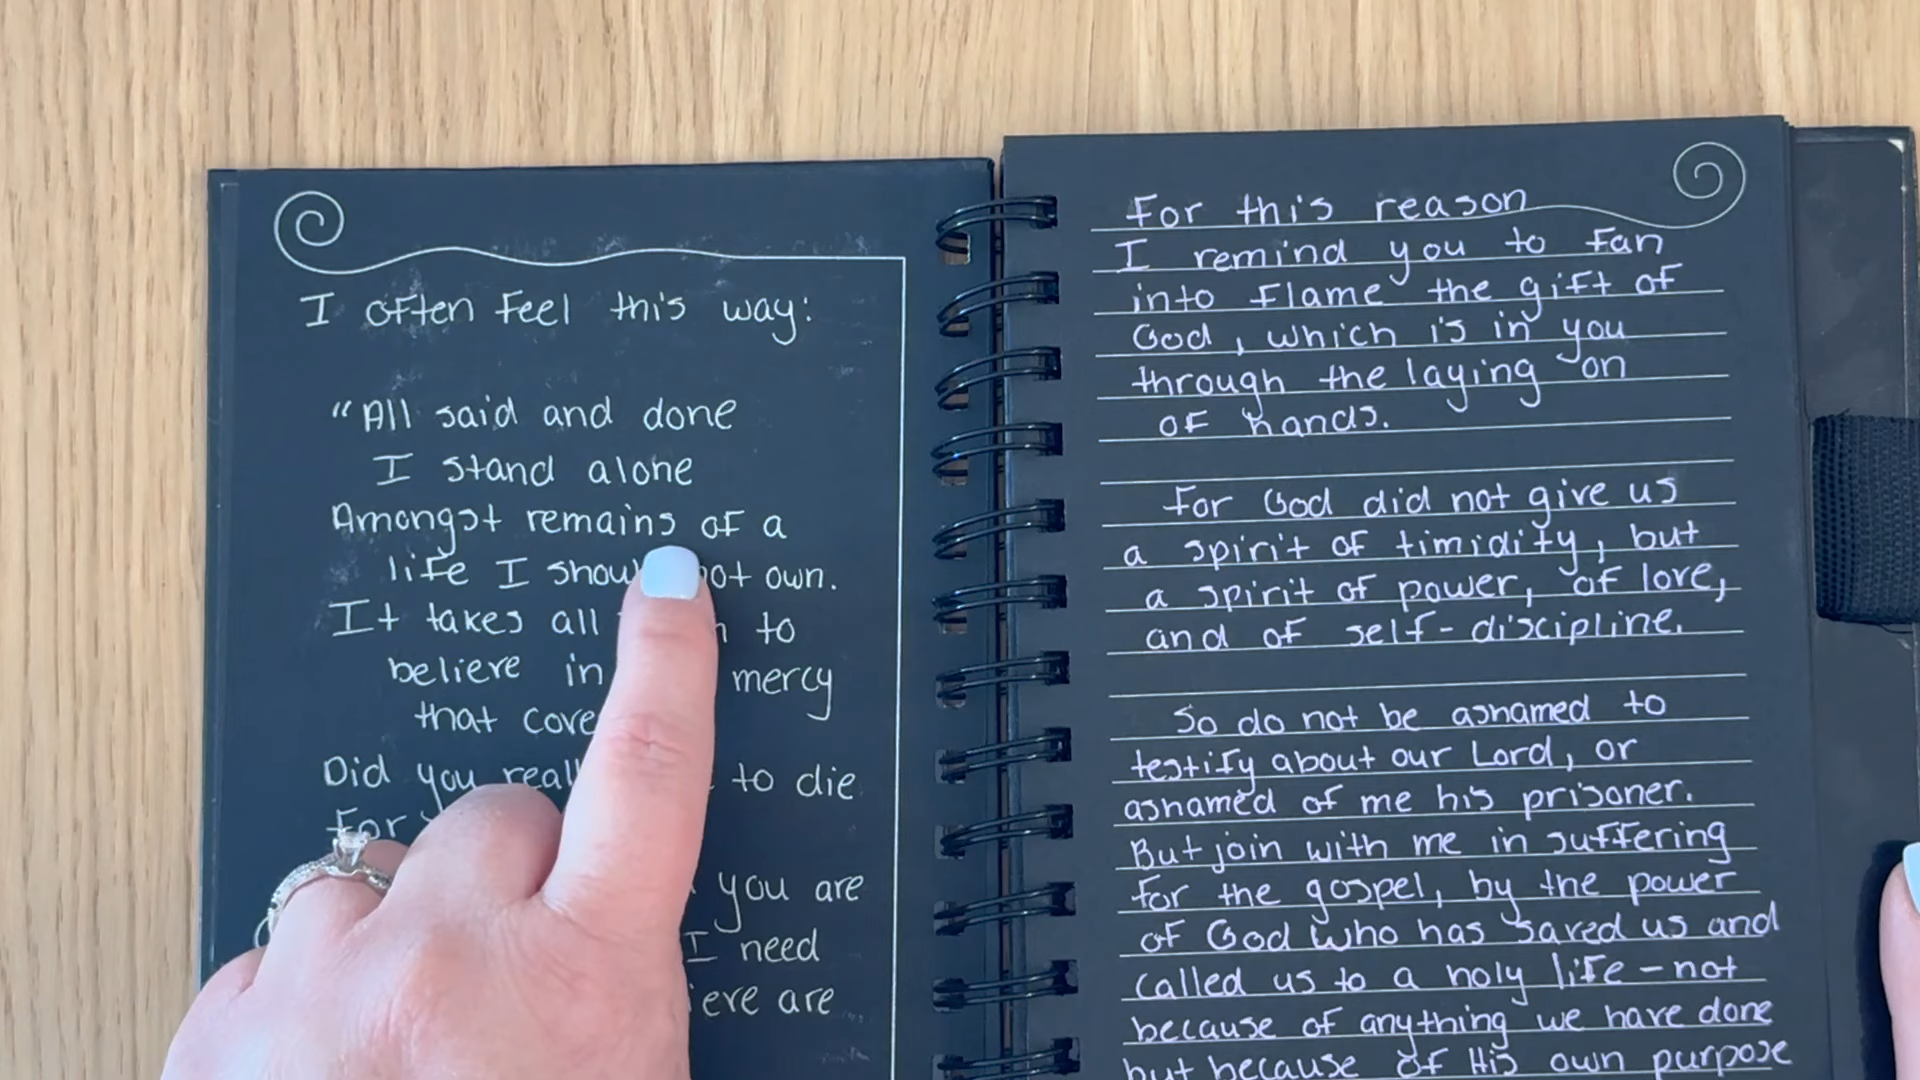 I often feel this way:
"All said and done
I stand alone
Amongst remains of a
life I own.
It takes all to
believe in mercy
that
Did you to die
For
you are
I need
are
For this reason
I remind you to fan
into flame the gift of
God, which is in you
through the laying on
of hands.
For God did not give us
a spirit of timidity, but
a spirit of power, of love,
and of self-discipline.
So do not be ashamed to
testify about our Lord, or
ashamed of me his prisoner.
But join with me in suffering
for the gospel, by the power
of God who has saved us and
called us to a holy life - not
because of anything we have done
but because of His own purpose